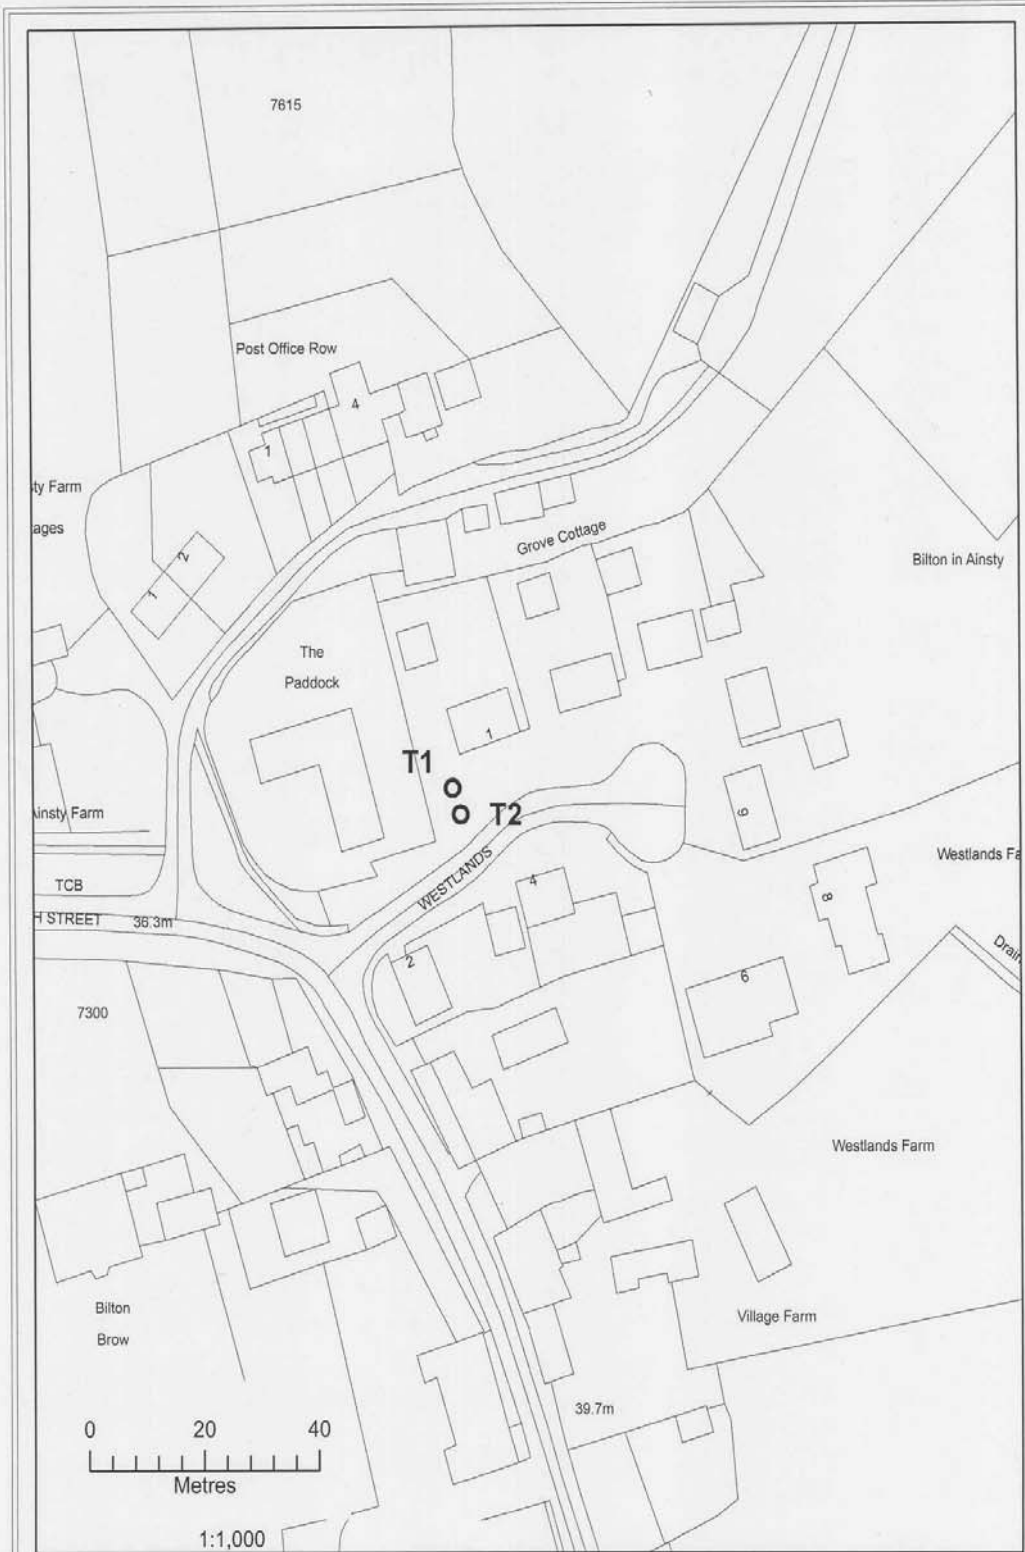 7615
Post Office Row
4
1
ty Farm
ages
2
1
Grove Cottage
Bilton in Ainsty
The
Paddock
1
T1
T2
Ainsty Farm
9
WESTLANDS
Westlands Fa
TCB
4
8
H STREET
36.3m
Drain
2
6
7300
Westlands Farm
Bilton
Brow
Village Farm
39.7m
0 20 40
Metres
1:1,000